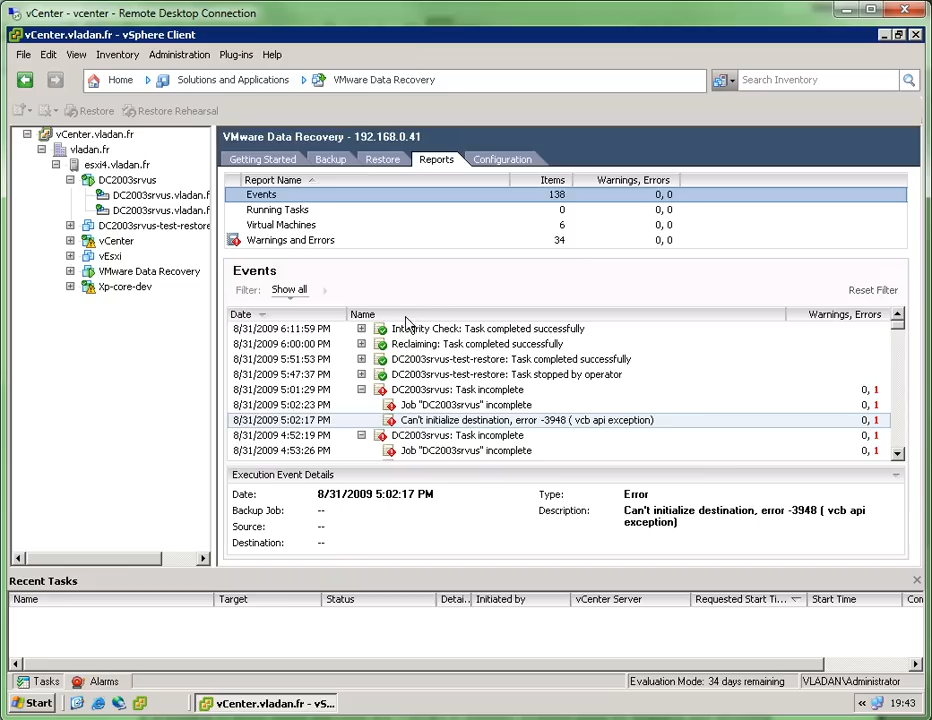 vCenter - vcenter - Remote Desktop Connection
vCenter.vladan.fr - vSphere Client
File Edit View Inventory Administration Plug-ins Help
Home Solutions and Applications VMware Data Recovery Search Inventory
Restore Restore Rehearsal
vCenter.vladan.fr
vladan.fr
esxi4.vladan.fr
DC2003srvus
DC2003srvus.vladan.f
DC2003srvus.vladan.f
DC2003srvus-test-restore
vCenter
vEsxi
VMware Data Recovery
Xp-core-dev
VMware Data Recovery - 192.168.0.41
Getting Started Backup Restore Reports Configuration
Report Name Items Warnings, Errors
Events 138 0, 0
Running Tasks 0 0, 0
Virtual Machines 6 0, 0
Warnings and Errors 34 0, 0
Events
Filter: Show all Reset Filter
Date Name Warnings, Errors
8/31/2009 6:11:59 PM Integrity Check: Task completed successfully
8/31/2009 6:00:00 PM Reclaiming: Task completed successfully
8/31/2009 5:51:53 PM DC2003srvus-test-restore: Task completed successfully
8/31/2009 5:47:37 PM DC2003srvus-test-restore: Task stopped by operator
8/31/2009 5:01:29 PM DC2003srvus: Task incomplete 0, 1
8/31/2009 5:02:23 PM Job "DC2003srvus" incomplete 0, 1
8/31/2009 5:02:17 PM Can't initialize destination, error -3948 ( vcb api exception) 0, 1
8/31/2009 4:52:19 PM DC2003srvus: Task incomplete 0, 1
8/31/2009 4:53:26 PM Job "DC2003srvus" incomplete 0, 1
Execution Event Details
Date: 8/31/2009 5:02:17 PM Type: Error
Backup Job: -- Description: Can't initialize destination, error -3948 ( vcb api
exception)
Source: --
Destination: --
Recent Tasks
Name Target Status Detai... Initiated by vCenter Server Requested Start Ti... Start Time Con
Tasks Alarms Evaluation Mode: 34 days remaining VLADAN\Administrator
Start vCenter.vladan.fr - vS... « 19:43